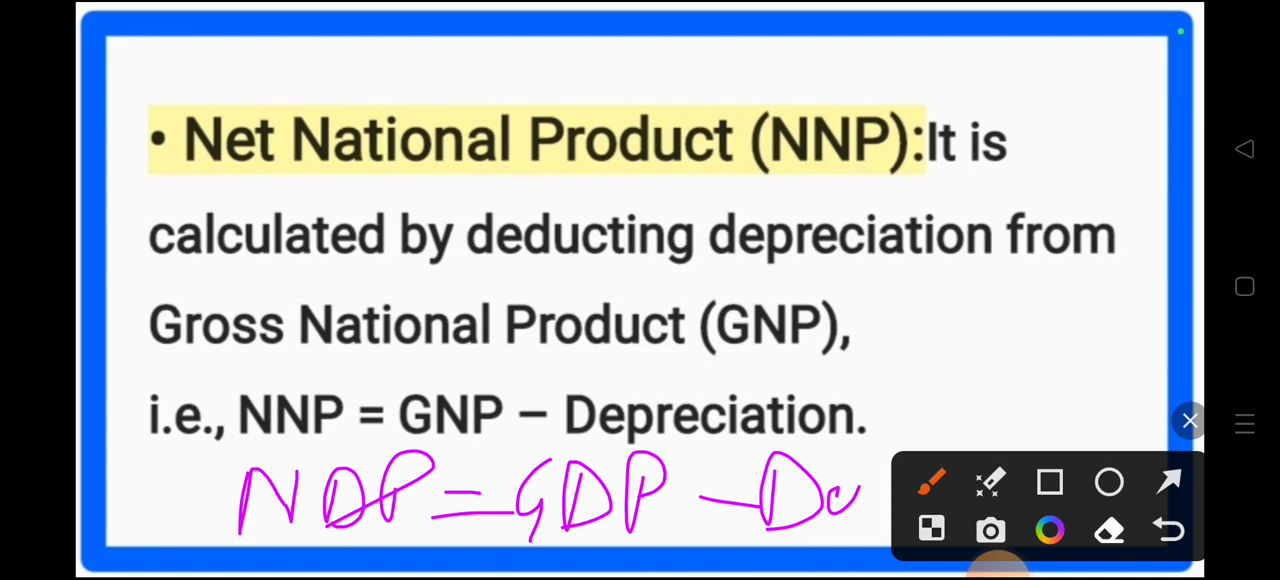 • Net National Product (NNP):It is
calculated by deducting depreciation from
Gross National Product (GNP),
i.e., NNP = GNP – Depreciation.
NDP = GDP –